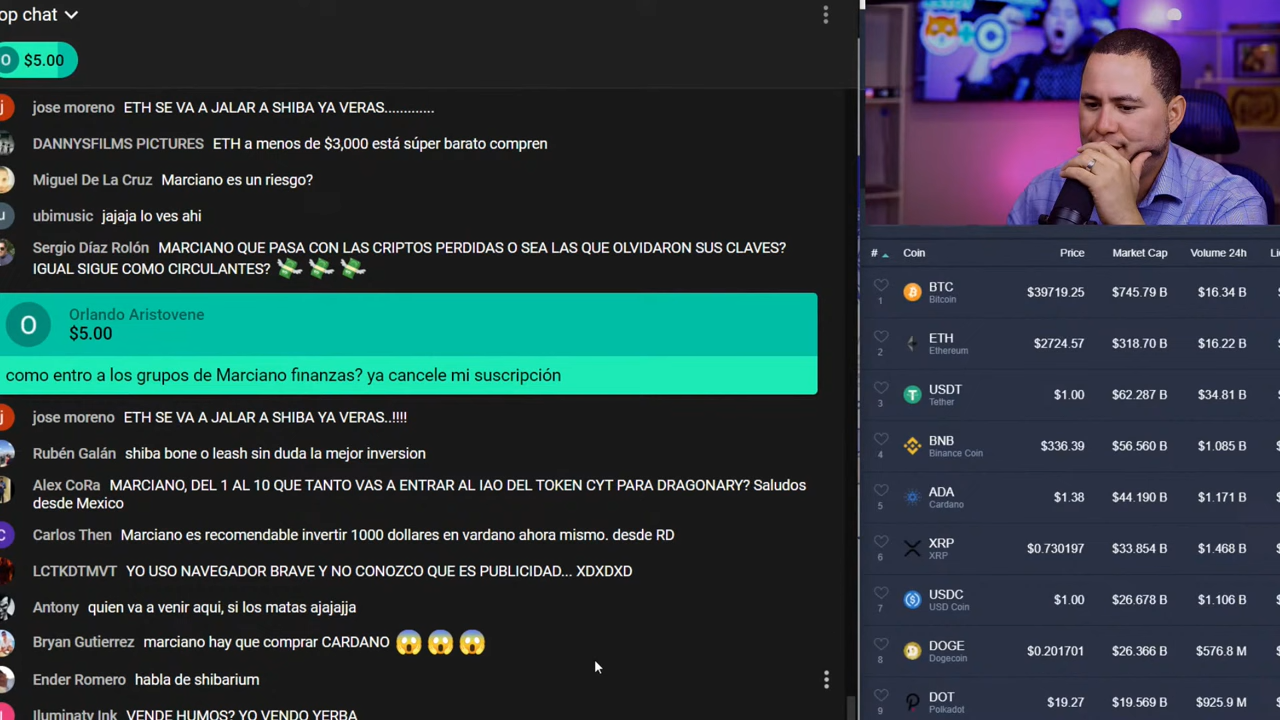 op chat
O $5.00
j jose moreno ETH SE VA A JALAR A SHIBA YA VERAS.............
DANNYSFILMS PICTURES ETH a menos de $3,000 está súper barato compren
Miguel De La Cruz Marciano es un riesgo?
u ubimusic jajaja lo ves ahi
Sergio Díaz Rolón MARCIANO QUE PASA CON LAS CRIPTOS PERDIDAS O SEA LAS QUE OLVIDARON SUS CLAVES?
IGUAL SIGUE COMO CIRCULANTES? 💸 💸 💸
O Orlando Aristovene
$5.00
como entro a los grupos de Marciano finanzas? ya cancele mi suscripción
j jose moreno ETH SE VA A JALAR A SHIBA YA VERAS..!!!!
Rubén Galán shiba bone o leash sin duda la mejor inversion
Alex CoRa MARCIANO, DEL 1 AL 10 QUE TANTO VAS A ENTRAR AL IAO DEL TOKEN CYT PARA DRAGONARY? Saludos
desde Mexico
C Carlos Then Marciano es recomendable invertir 1000 dollares en vardano ahora mismo. desde RD
LCTKDTMVT YO USO NAVEGADOR BRAVE Y NO CONOZCO QUE ES PUBLICIDAD... XDXDXD
Antony quien va a venir aqui, si los matas ajajajja
Bryan Gutierrez marciano hay que comprar CARDANO 😱 😱 😱
Ender Romero habla de shibarium
I Iluminaty Ink VENDE HUMOS? YO VENDO YERBA
# Coin Price Market Cap Volume 24h Li
1 BTC Bitcoin $39719.25 $745.79 B $16.34 B
2 ETH Ethereum $2724.57 $318.70 B $16.22 B
3 USDT Tether $1.00 $62.287 B $34.81 B
4 BNB Binance Coin $336.39 $56.560 B $1.085 B
5 ADA Cardano $1.38 $44.190 B $1.171 B
6 XRP XRP $0.730197 $33.854 B $1.468 B
7 USDC USD Coin $1.00 $26.678 B $1.106 B
8 DOGE Dogecoin $0.201701 $26.366 B $576.8 M
9 DOT Polkadot $19.27 $19.569 B $925.9 M